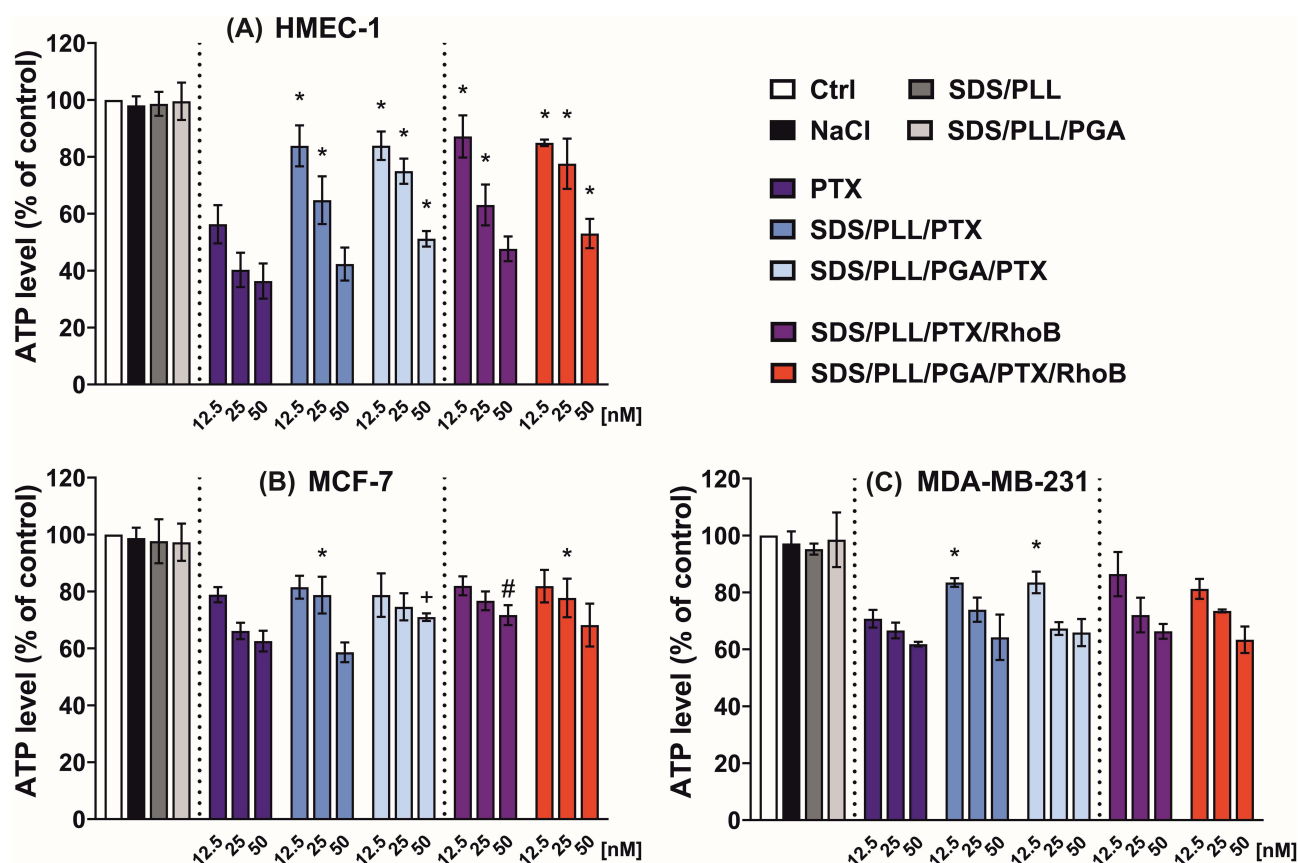 (A) HMEC-1
ATP level (% of control)
120
100
80
60
40
20
0
* * * * * * * * * *
12.5 25 50 12.5 25 50 12.5 25 50 12.5 25 50 12.5 25 50 [nM]
Ctrl
SDS/PLL
NaCl
SDS/PLL/PGA
PTX
SDS/PLL/PTX
SDS/PLL/PGA/PTX
SDS/PLL/PTX/RhoB
SDS/PLL/PGA/PTX/RhoB
(B) MCF-7
ATP level (% of control)
120
100
80
60
40
20
0
* + # *
12.5 25 50 12.5 25 50 12.5 25 50 12.5 25 50 12.5 25 50 [nM]
(C) MDA-MB-231
ATP level (% of control)
120
100
80
60
40
20
0
* *
12.5 25 50 12.5 25 50 12.5 25 50 12.5 25 50 12.5 25 50 [nM]